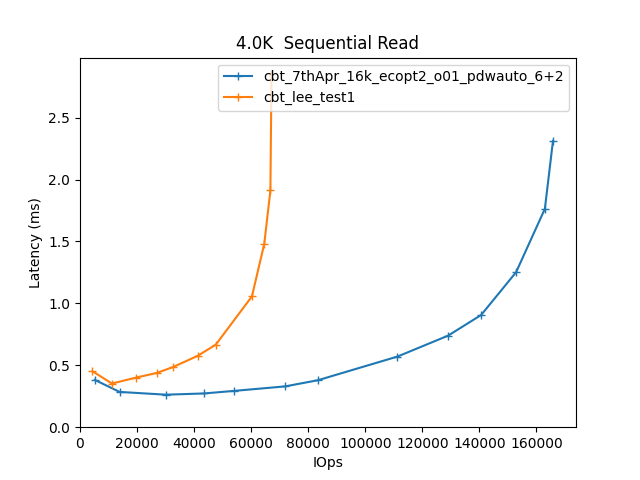 4.0K  Sequential Read
cbt_7thApr_16k_ecopt2_o01_pdwauto_6+2
cbt_lee_test1
Latency (ms)
2.5
2.0
1.5
1.0
0.5
0.0
0 20000 40000 60000 80000 100000 120000 140000 160000
IOps